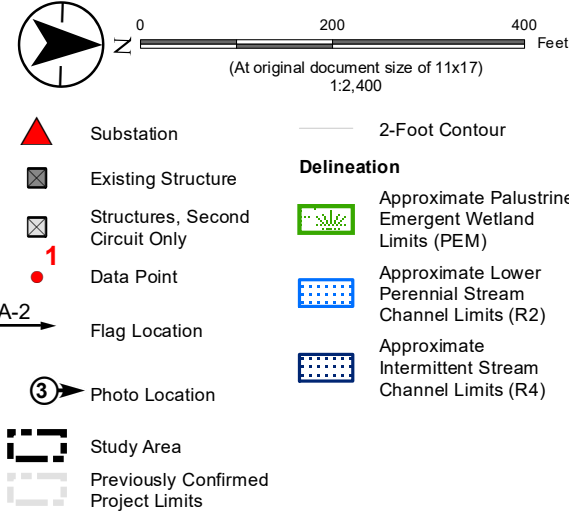 N
0 200 400
Feet
(At original document size of 11x17)
1:2,400
Substation
Existing Structure
Structures, Second
Circuit Only
1
Data Point
A-2
Flag Location
3
Photo Location
Study Area
Previously Confirmed
Project Limits
2-Foot Contour
Delineation
Approximate Palustrine
Emergent Wetland
Limits (PEM)
Approximate Lower
Perennial Stream
Channel Limits (R2)
Approximate
Intermittent Stream
Channel Limits (R4)